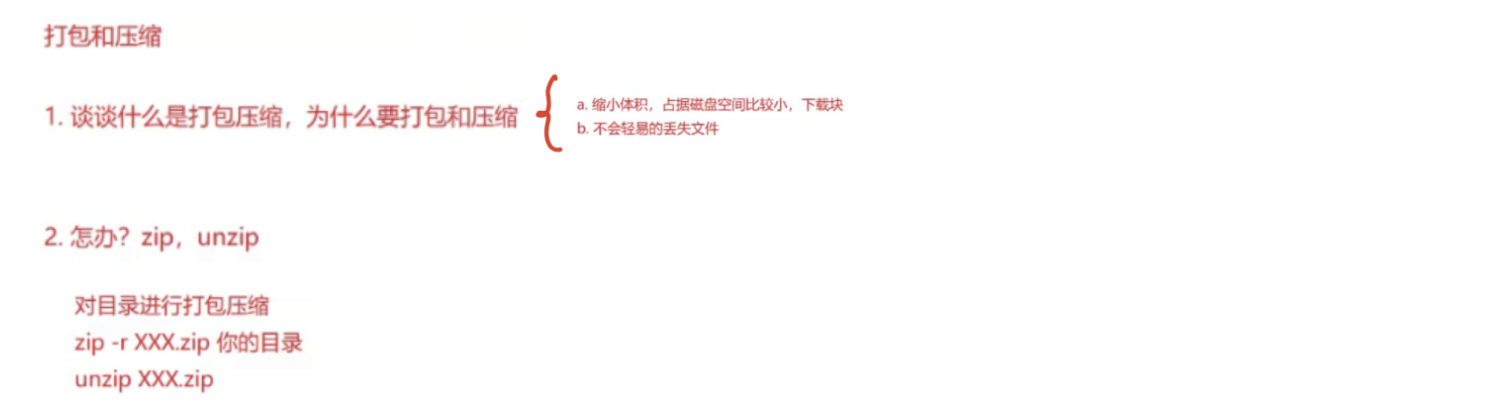 打包和压缩
1. 谈谈什么是打包压缩，为什么要打包和压缩
a. 缩小体积，占据磁盘空间比较小，下载块
b. 不会轻易的丢失文件
2. 怎办？zip，unzip
对目录进行打包压缩
zip -r XXX.zip 你的目录
unzip XXX.zip